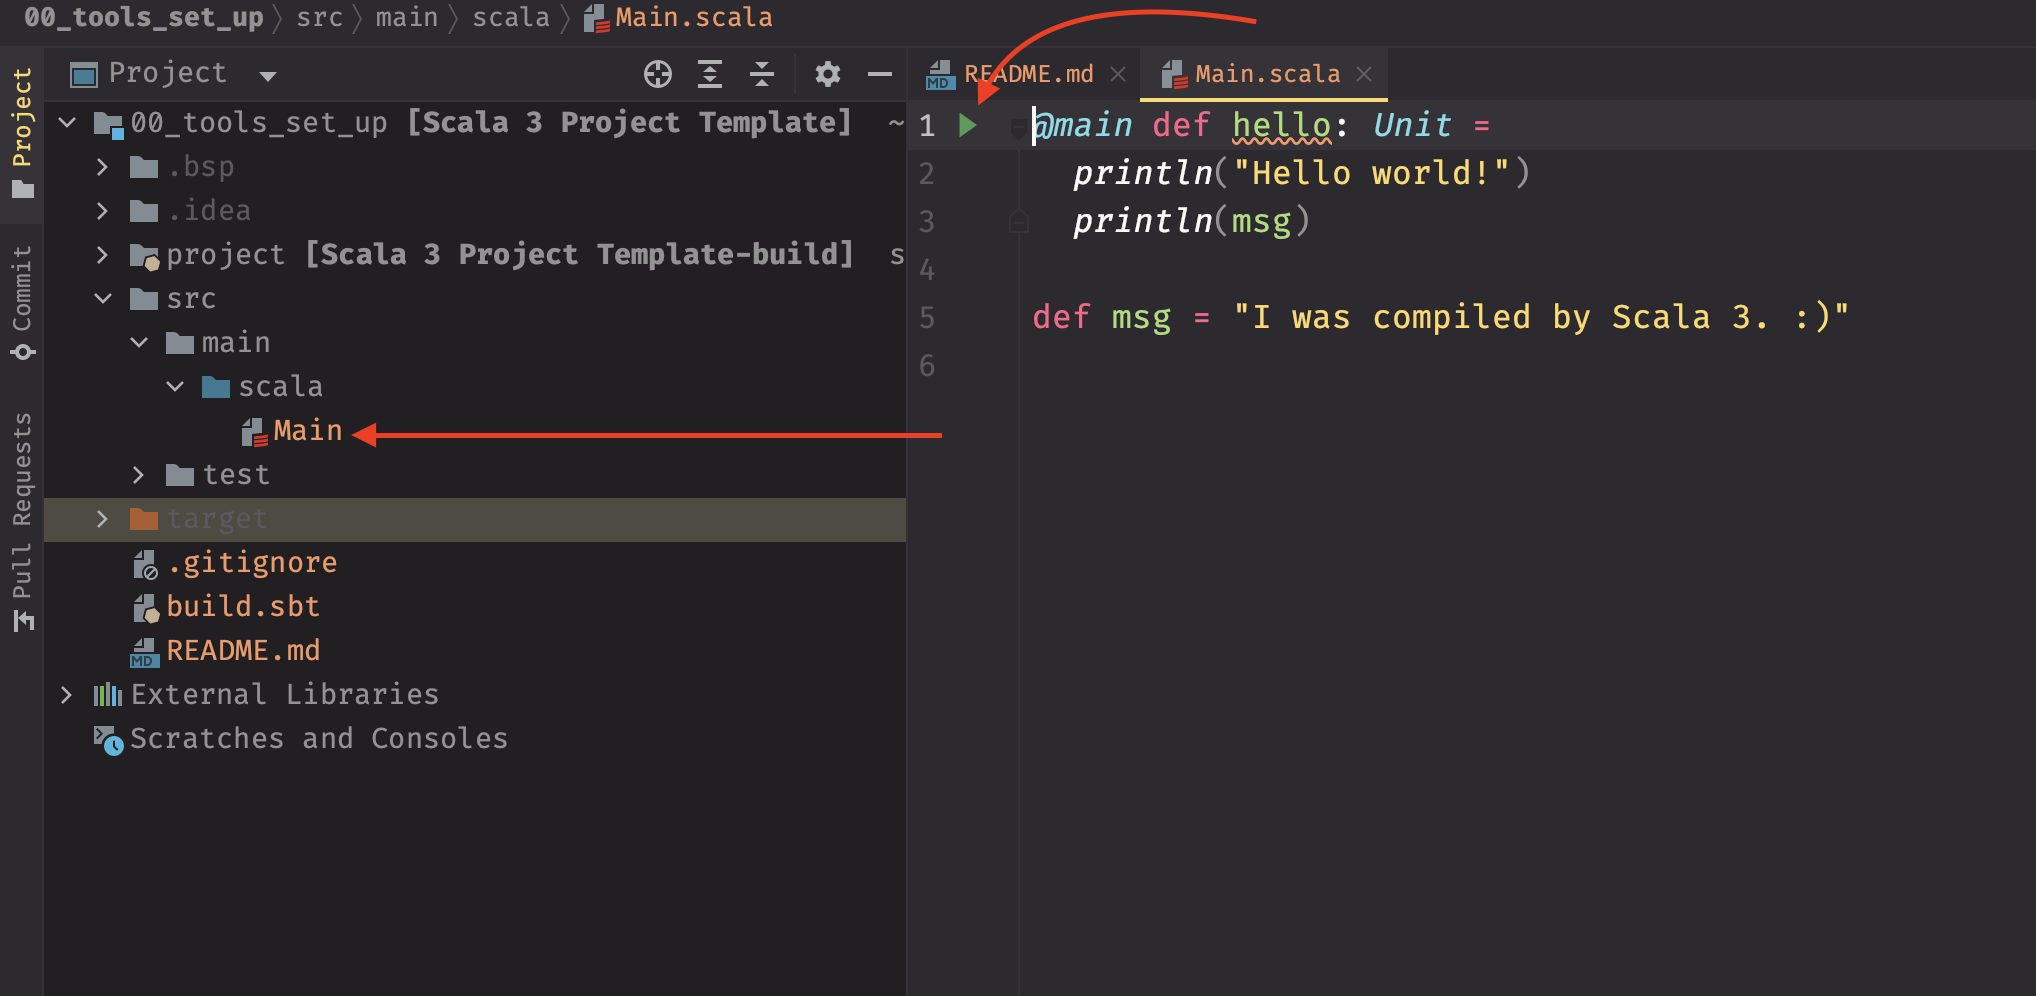 00_tools_set_up src main scala Main.scala
Project
Commit
Pull Requests
Project
00_tools_set_up [Scala 3 Project Template] ~
.bsp
.idea
project [Scala 3 Project Template-build] s
src
main
scala
Main
test
target
.gitignore
build.sbt
MD README.md
External Libraries
Scratches and Consoles
MD README.md Main.scala
1 @main def hello: Unit =
2 println("Hello world!")
3 println(msg)
4
5 def msg = "I was compiled by Scala 3. :)"
6